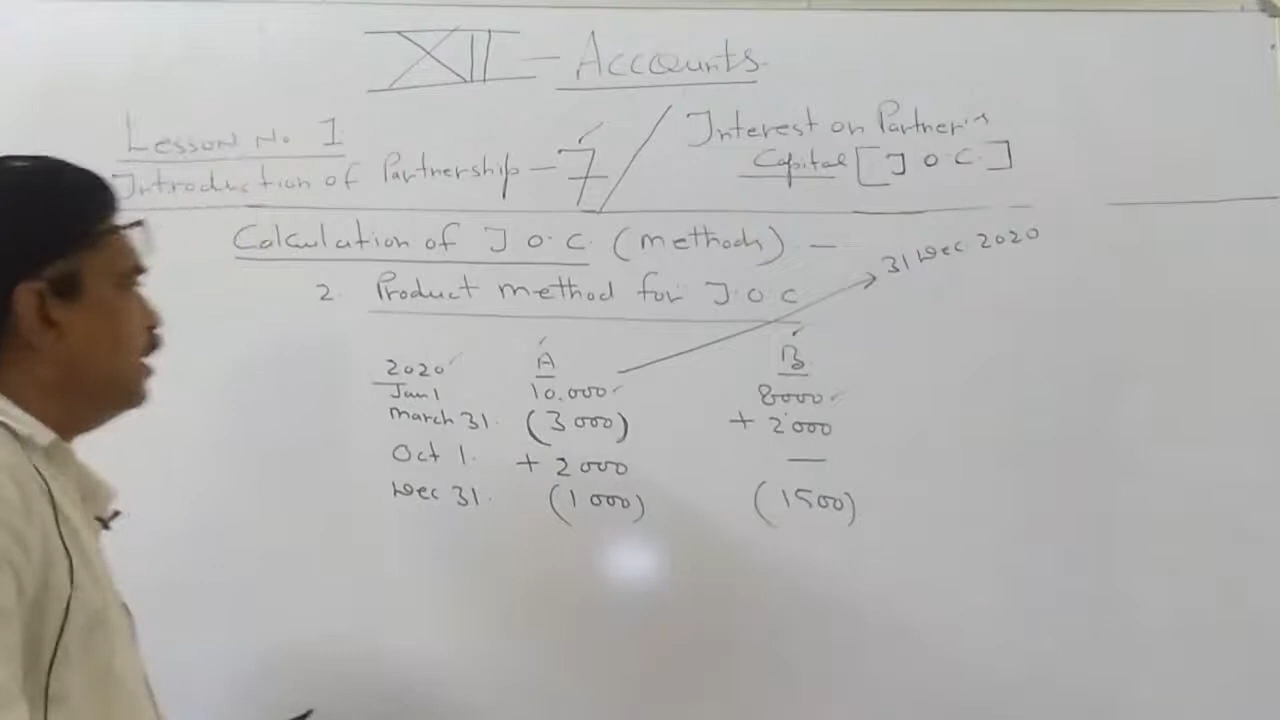 XII – Accounts
Lesson No. 1
Introduction of Partnership – 7
Interest on Partner's
Capital [I O C.]
Calculation of I O C. (methods) –
31 Dec 2020
2. Product method for I.O.C
2020 A B
Jan 1 10.000 8000
March 31. (3000) + 2000
Oct 1. + 2000 —
Dec 31. (1000) (1500)